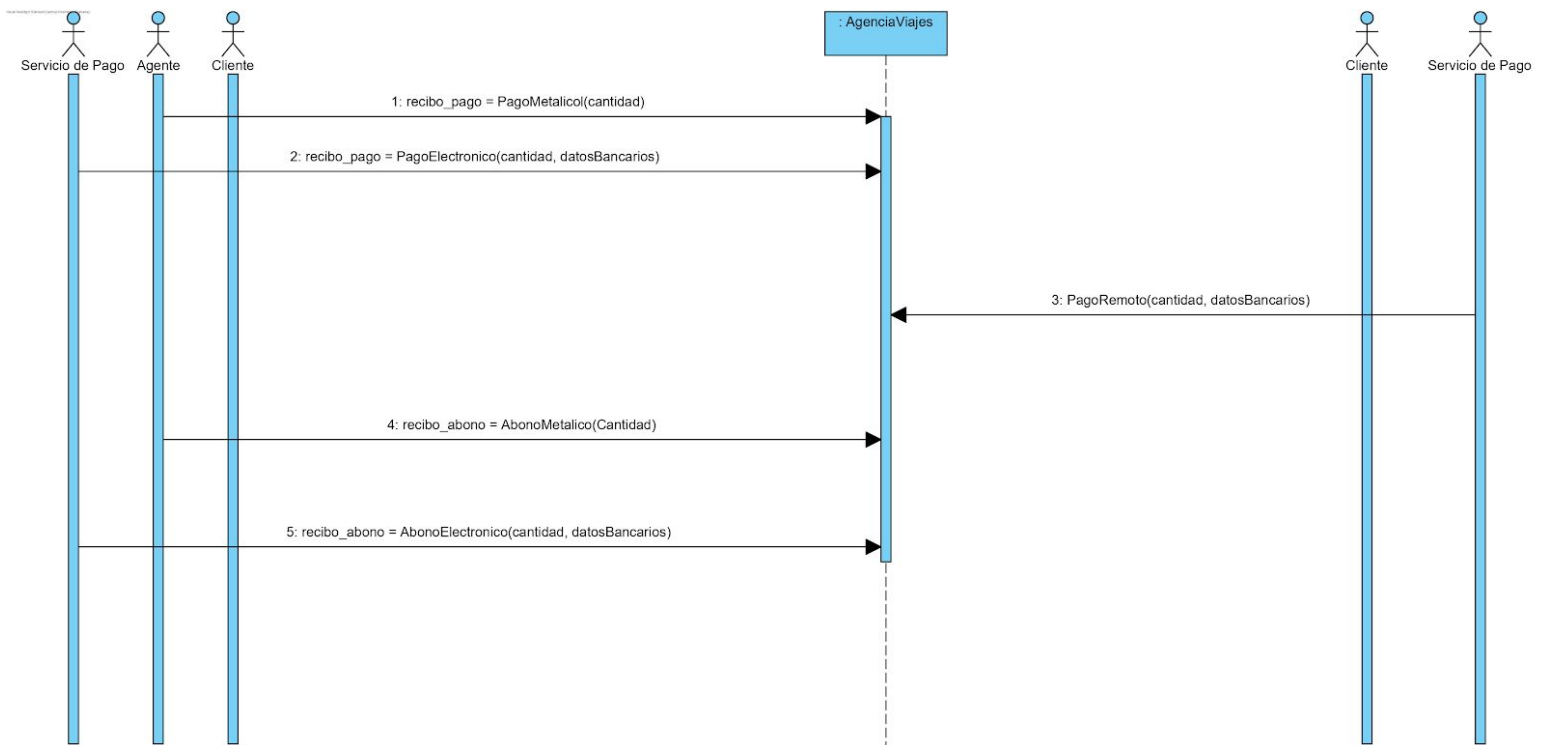 : AgenciaViajes
Servicio de Pago
Agente
Cliente
Cliente
Servicio de Pago
1: recibo_pago = PagoMetalicol(cantidad)
2: recibo_pago = PagoElectronico(cantidad, datosBancarios)
3: PagoRemoto(cantidad, datosBancarios)
4: recibo_abono = AbonoMetalico(Cantidad)
5: recibo_abono = AbonoElectronico(cantidad, datosBancarios)